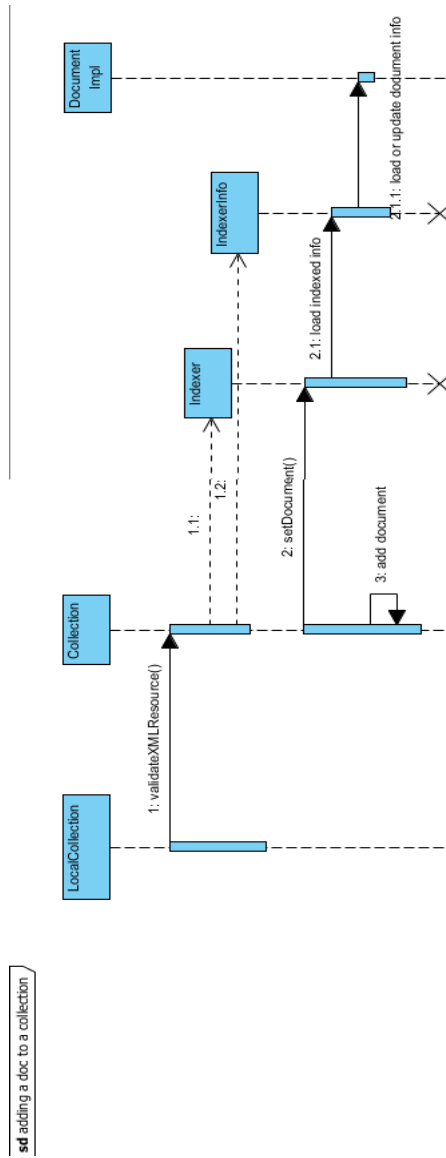 sd adding a doc to a collection
LocalCollection
Collection
Indexer
IndexerInfo
Document
Impl
1: validateXMLResource()
1.1:
1.2:
2: setDocument()
2.1: load indexed info
2.1.1: load or update document info
3: add document